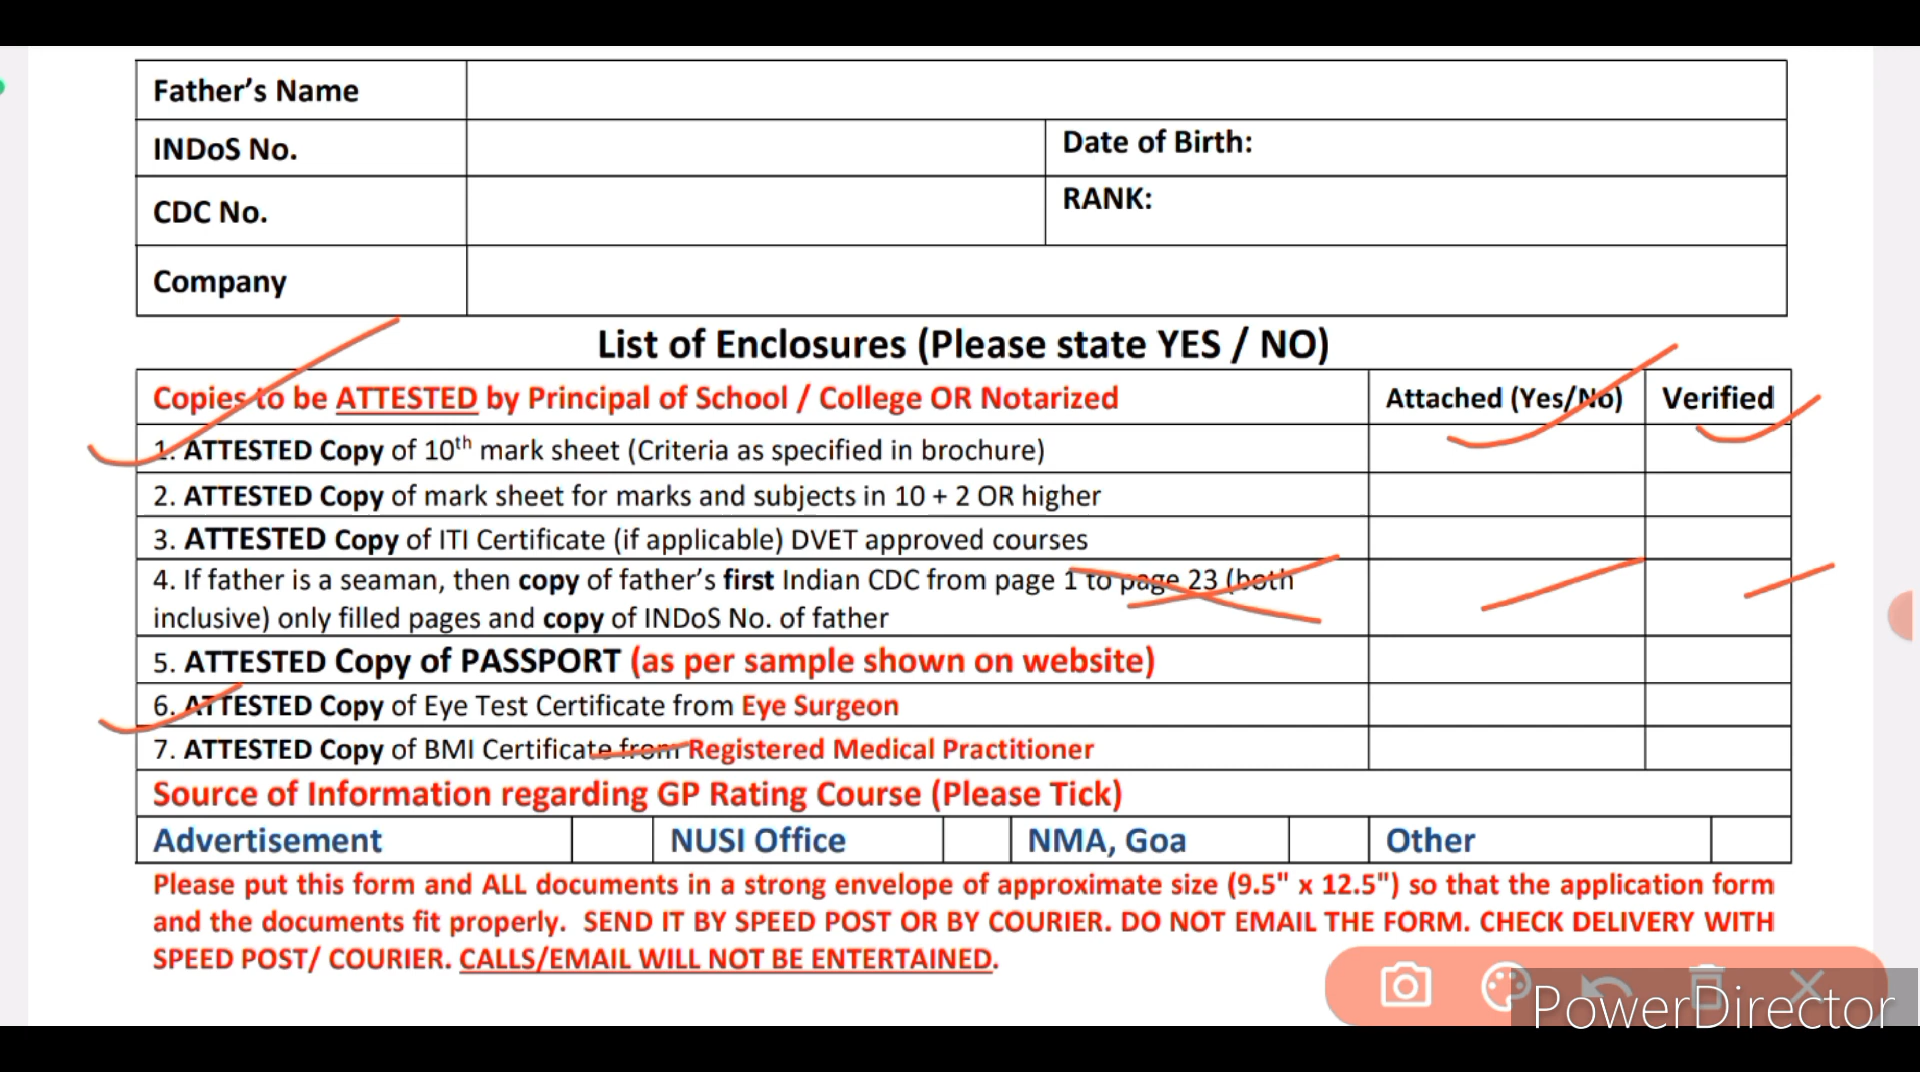 Father's Name
INDoS No.
Date of Birth:
CDC No.
RANK:
Company
List of Enclosures (Please state YES / NO)
Copies to be ATTESTED by Principal of School / College OR Notarized
Attached (Yes/No)
Verified
1. ATTESTED Copy of 10th mark sheet (Criteria as specified in brochure)
2. ATTESTED Copy of mark sheet for marks and subjects in 10 + 2 OR higher
3. ATTESTED Copy of ITI Certificate (if applicable) DVET approved courses
4. If father is a seaman, then copy of father's first Indian CDC from page 1 to page 23 (both
inclusive) only filled pages and copy of INDoS No. of father
5. ATTESTED Copy of PASSPORT (as per sample shown on website)
6. ATTESTED Copy of Eye Test Certificate from Eye Surgeon
7. ATTESTED Copy of BMI Certificate from Registered Medical Practitioner
Source of Information regarding GP Rating Course (Please Tick)
Advertisement
NUSI Office
NMA, Goa
Other
Please put this form and ALL documents in a strong envelope of approximate size (9.5" x 12.5") so that the application form
and the documents fit properly. SEND IT BY SPEED POST OR BY COURIER. DO NOT EMAIL THE FORM. CHECK DELIVERY WITH
SPEED POST/ COURIER. CALLS/EMAIL WILL NOT BE ENTERTAINED.
PowerDirector